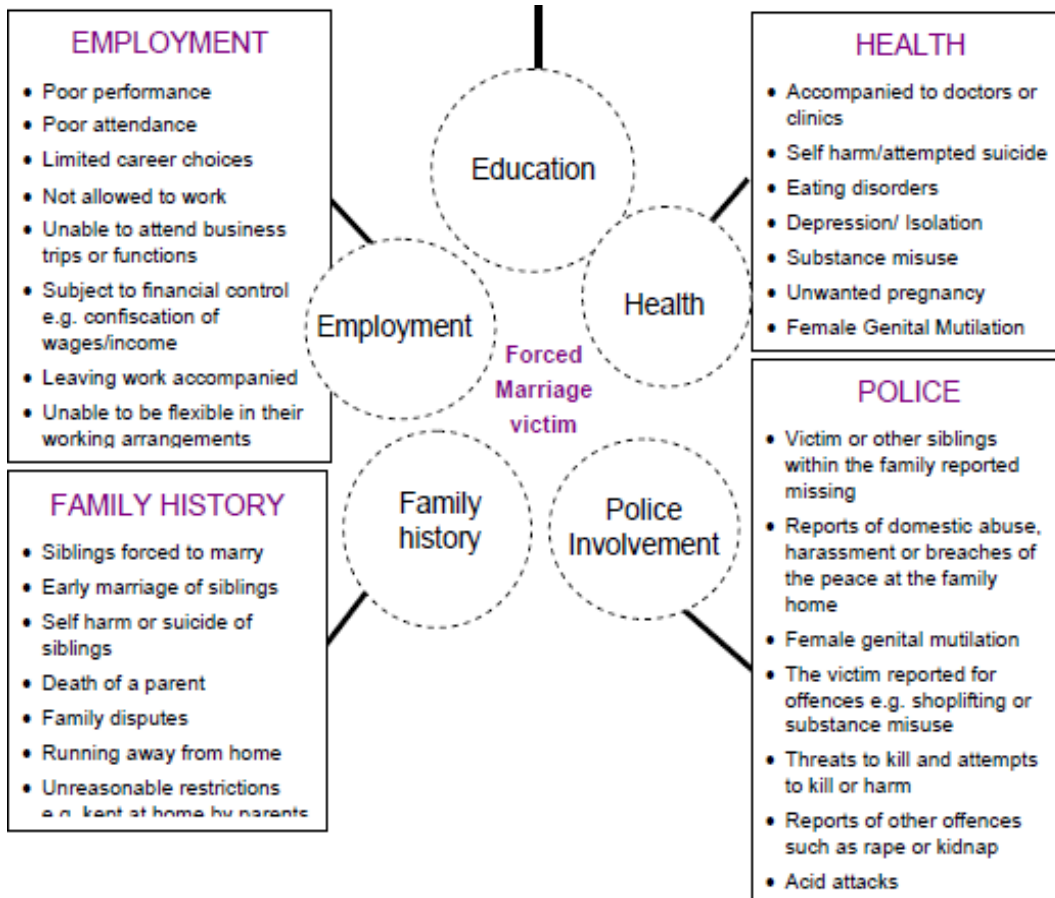 EMPLOYMENT
• Poor performance
• Poor attendance
• Limited career choices
• Not allowed to work
• Unable to attend business
trips or functions
• Subject to financial control
e.g. confiscation of
wages/income
• Leaving work accompanied
• Unable to be flexible in their
working arrangements
FAMILY HISTORY
• Siblings forced to marry
• Early marriage of siblings
• Self harm or suicide of
siblings
• Death of a parent
• Family disputes
• Running away from home
• Unreasonable restrictions
e.g. kept at home by parents
Education
Employment
Health
Forced
Marriage
victim
Family
history
Police
Involvement
HEALTH
• Accompanied to doctors or
clinics
• Self harm/attempted suicide
• Eating disorders
• Depression/ Isolation
• Substance misuse
• Unwanted pregnancy
• Female Genital Mutilation
POLICE
• Victim or other siblings
within the family reported
missing
• Reports of domestic abuse,
harassment or breaches of
the peace at the family
home
• Female genital mutilation
• The victim reported for
offences e.g. shoplifting or
substance misuse
• Threats to kill and attempts
to kill or harm
• Reports of other offences
such as rape or kidnap
• Acid attacks